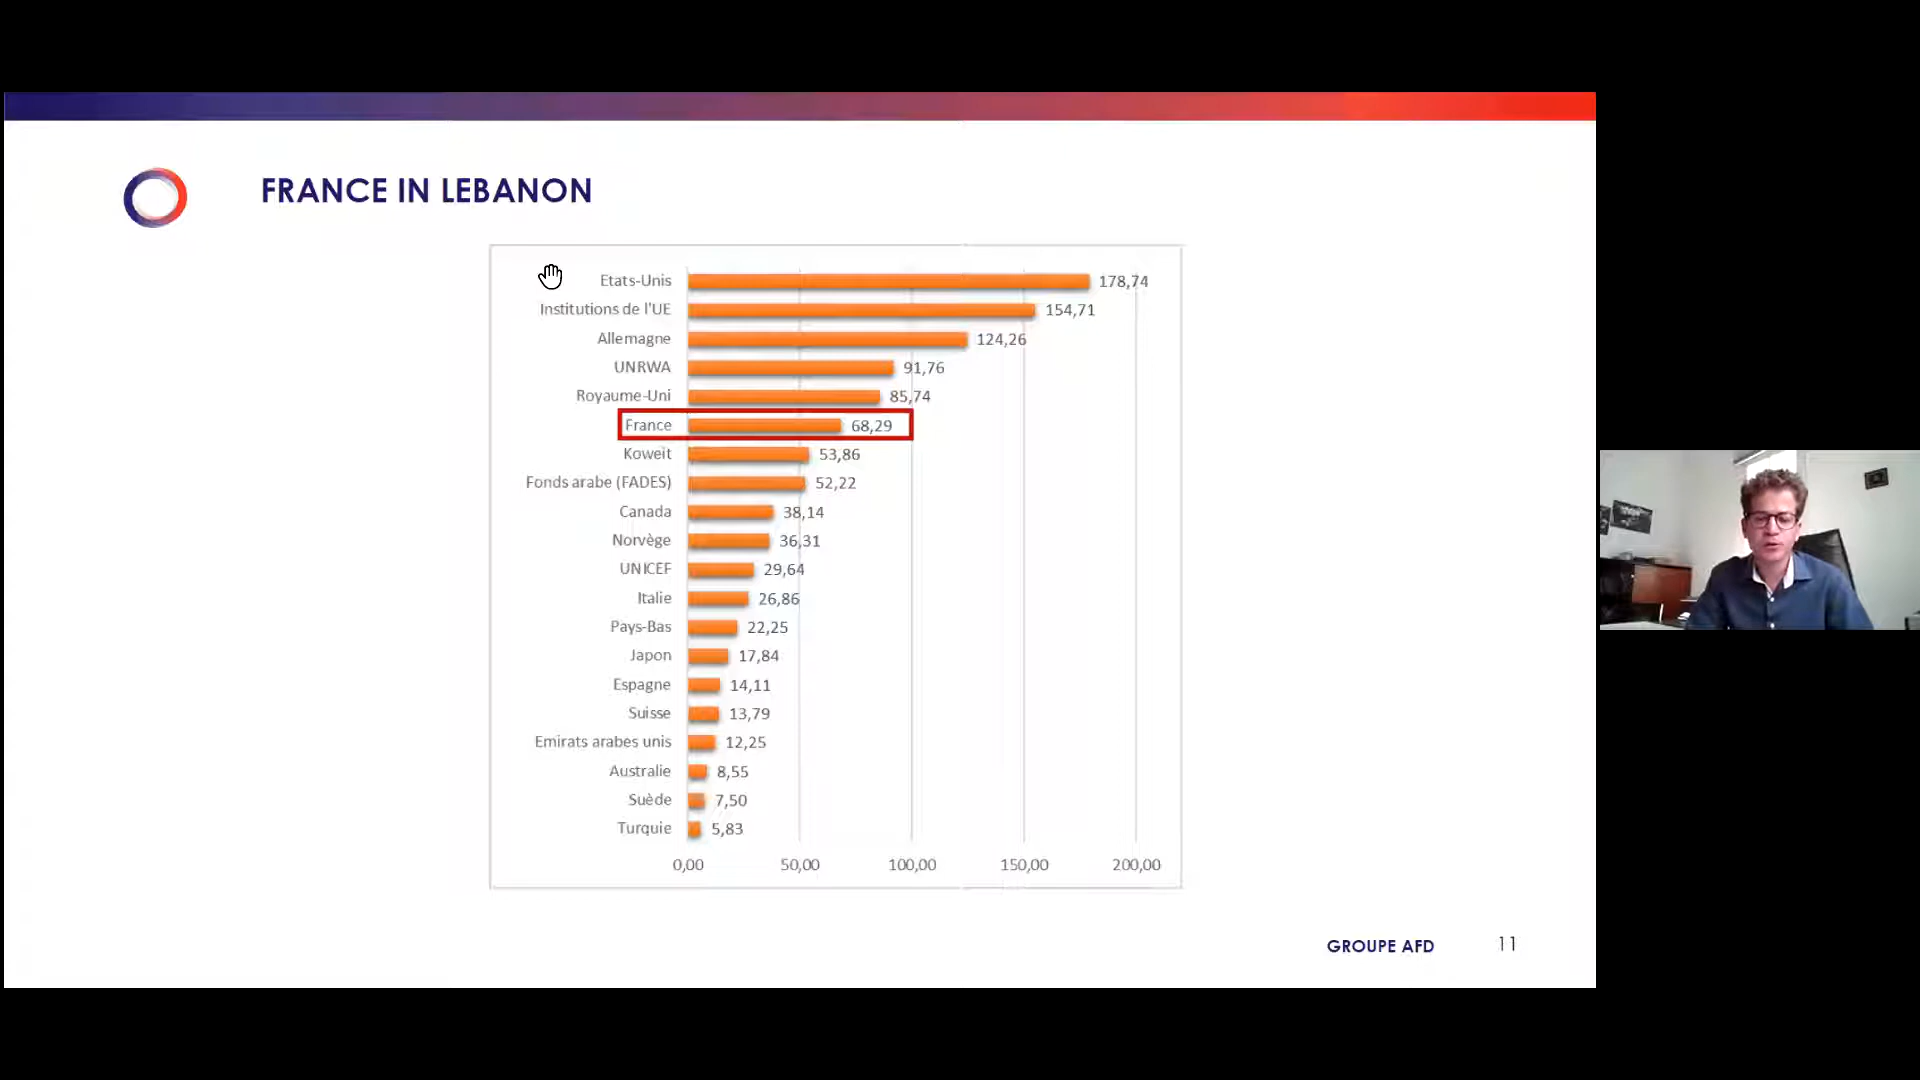 FRANCE IN LEBANON
Etats-Unis 178,74
Institutions de l'UE 154,71
Allemagne 124,26
UNRWA 91,76
Royaume-Uni 85,74
France 68,29
Koweit 53,86
Fonds arabe (FADES) 52,22
Canada 38,14
Norvège 36,31
UNICEF 29,64
Italie 26,86
Pays-Bas 22,25
Japon 17,84
Espagne 14,11
Suisse 13,79
Emirats arabes unis 12,25
Australie 8,55
Suède 7,50
Turquie 5,83
0,00 50,00 100,00 150,00 200,00
GROUPE AFD 11